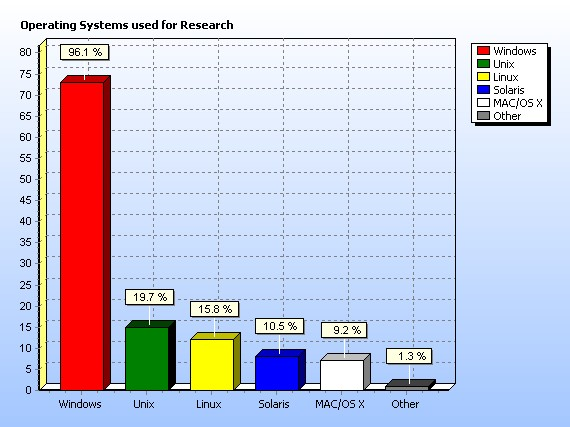 Operating Systems used for Research
80
75
70
65
60
55
50
45
40
35
30
25
20
15
10
5
0
96.1 %
19.7 %
15.8 %
10.5 %
9.2 %
1.3 %
Windows Unix Linux Solaris MAC/OS X Other
Windows
Unix
Linux
Solaris
MAC/OS X
Other